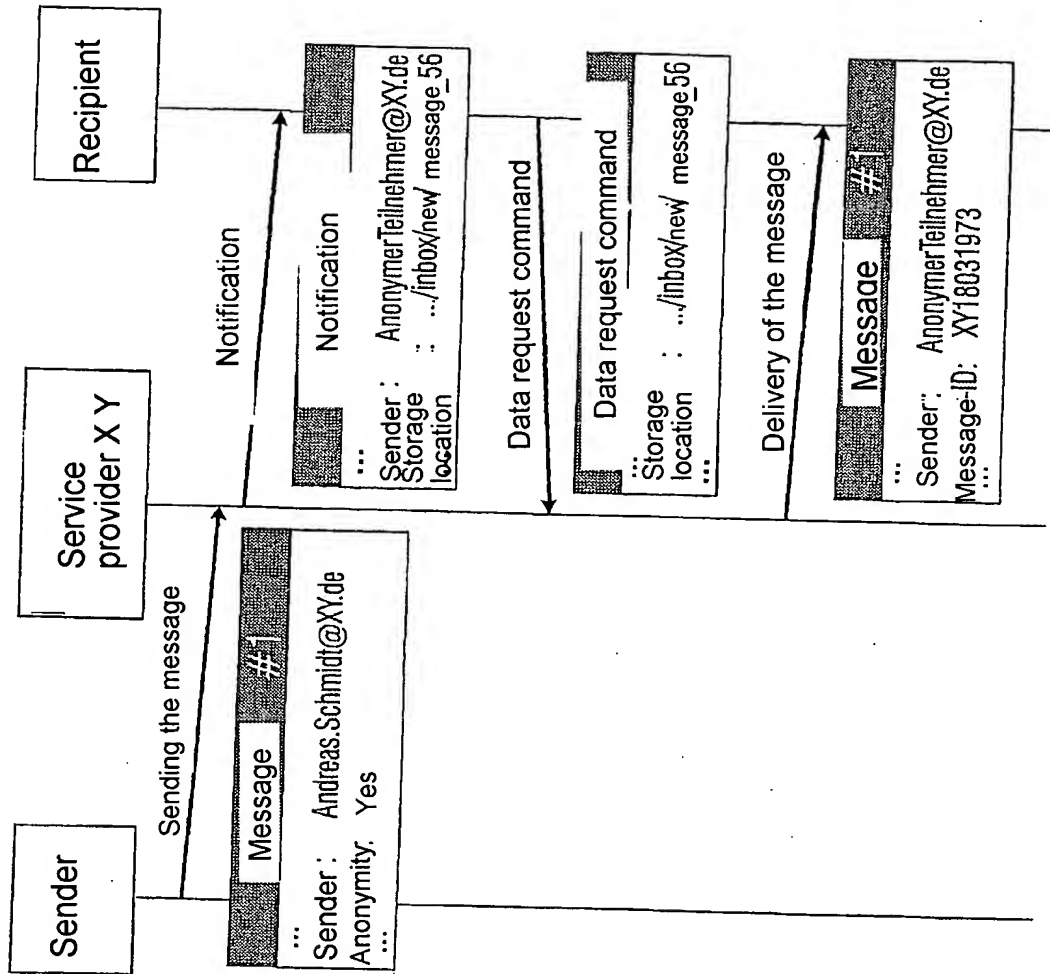 Sender
Service
provider X Y
Recipient
Sending the message
Message #1
...
Sender : Andreas.Schmidt@XY.de
Anonymity: Yes
...
Notification
Notification
...
Sender : AnonymerTeilnehmer@XY.de
Storage
location : .../inbox/new/ message_56
...
Data request command
Data request command
...
Storage
location : .../inbox/new/ message_56
...
Delivery of the message
Message #1
...
Sender: AnonymerTeilnehmer@XY.de
Message-ID: XY18031973
...